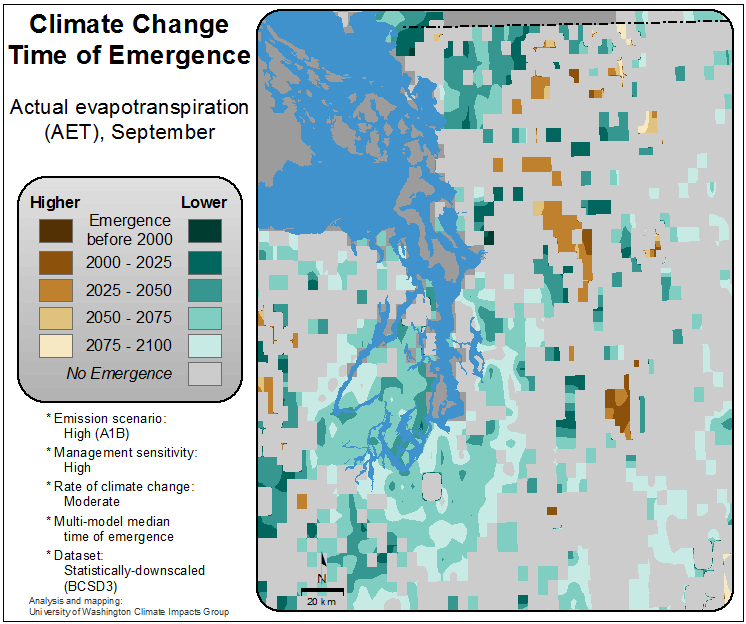 Climate Change
Time of Emergence
Actual evapotranspiration
(AET), September
Higher Lower
Emergence
before 2000
2000 - 2025
2025 - 2050
2050 - 2075
2075 - 2100
No Emergence
* Emission scenario:
High (A1B)
* Management sensitivity:
High
* Rate of climate change:
Moderate
* Multi-model median
time of emergence
* Dataset:
Statistically-downscaled
(BCSD3)
Analysis and mapping:
University of Washington Climate Impacts Group
N
20 km